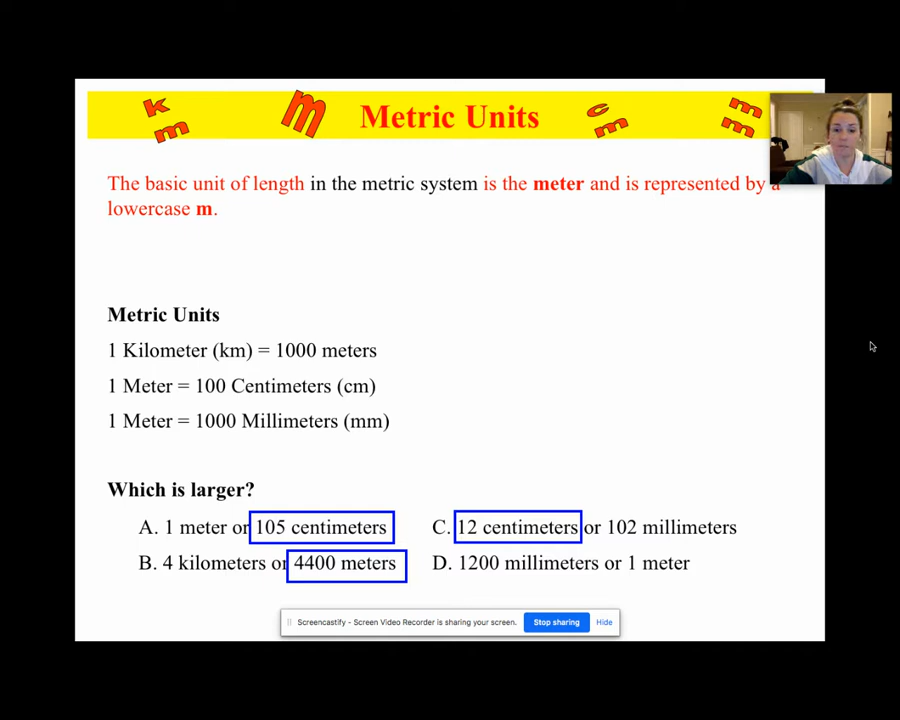 k m m Metric Units c m m m
The basic unit of length in the metric system is the meter and is represented by a
lowercase m.
Metric Units
1 Kilometer (km) = 1000 meters
1 Meter = 100 Centimeters (cm)
1 Meter = 1000 Millimeters (mm)
Which is larger?
A. 1 meter or 105 centimeters
C. 12 centimeters or 102 millimeters
B. 4 kilometers or 4400 meters
D. 1200 millimeters or 1 meter
Screencastify - Screen Video Recorder is sharing your screen. Stop sharing Hide